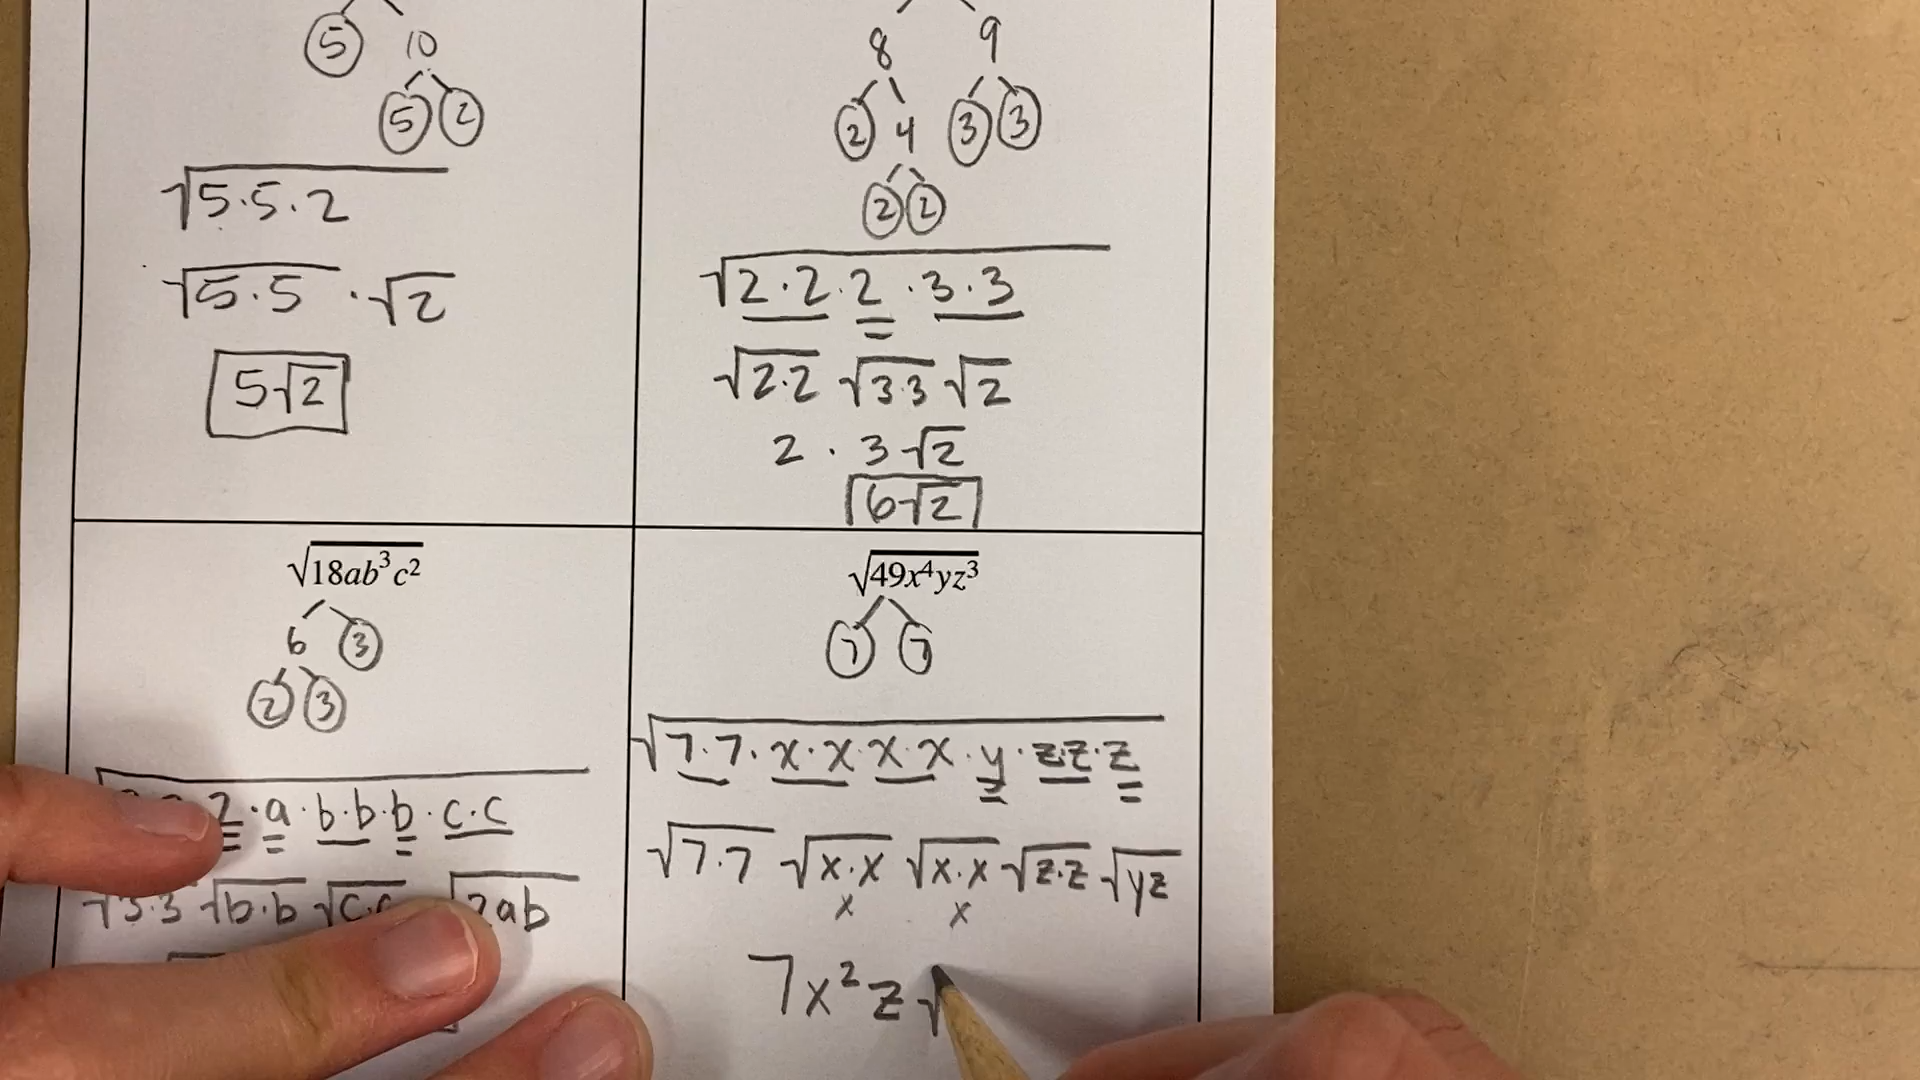 5 10
5 2
√5·5·2
√5·5 · √2
5√2
8 9
2 4 3 3
2 2
√2·2·2·3·3
√2·2 √3·3 √2
2 · 3√2
6√2
√18ab³c²
6 3
2 3
2·a·b·b·b·c·c
√3·3 √b·b √c·c √2ab
√49x⁴yz³
7 7
√7·7·x·x·x·x·y·z·z·z
√7·7 √x·x √x·x √z·z √yz
x x
7x²z√